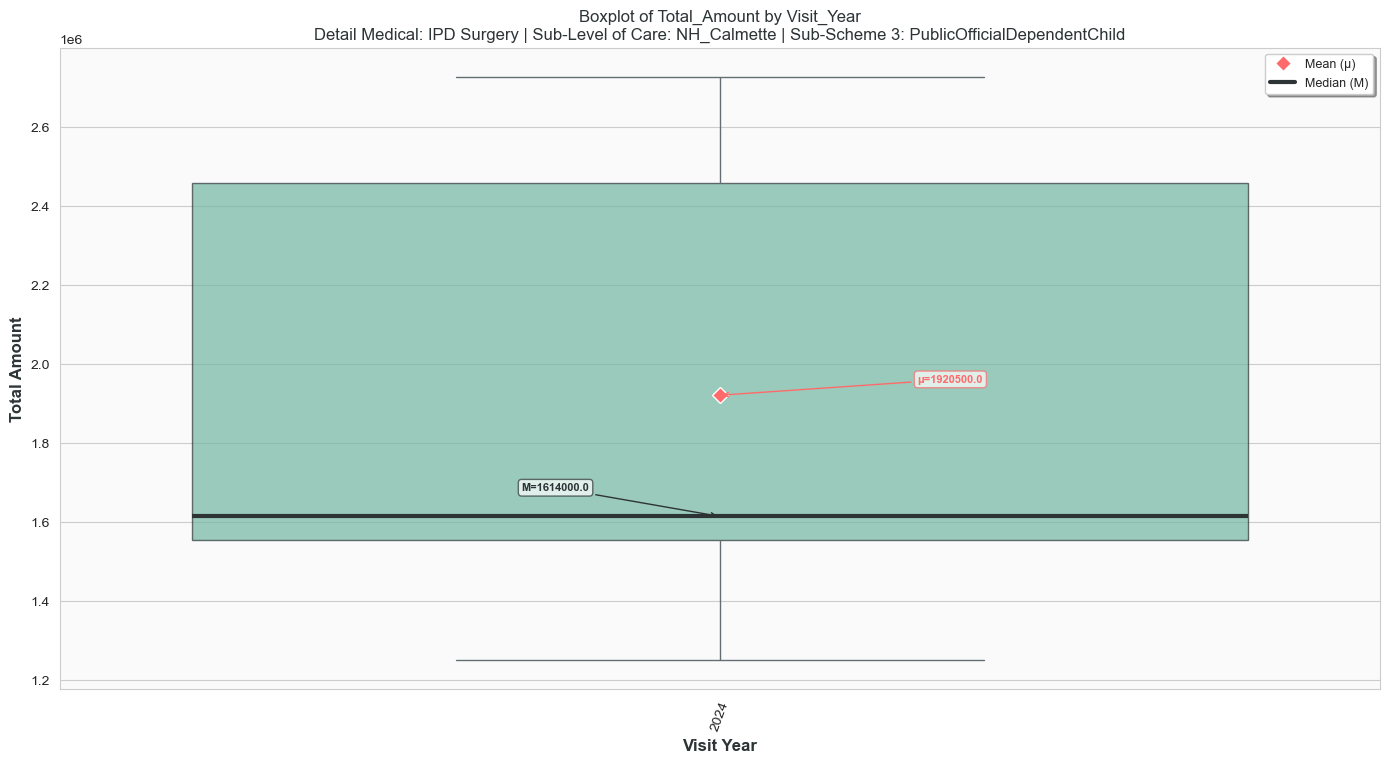 Boxplot of Total_Amount by Visit_Year
Detail Medical: IPD Surgery | Sub-Level of Care: NH_Calmette | Sub-Scheme 3: PublicOfficialDependentChild
1e6
Mean (μ)
Median (M)
2.6
2.4
2.2
2.0
1.8
1.6
1.4
1.2
Total Amount
μ=1920500.0
M=1614000.0
2024
Visit Year